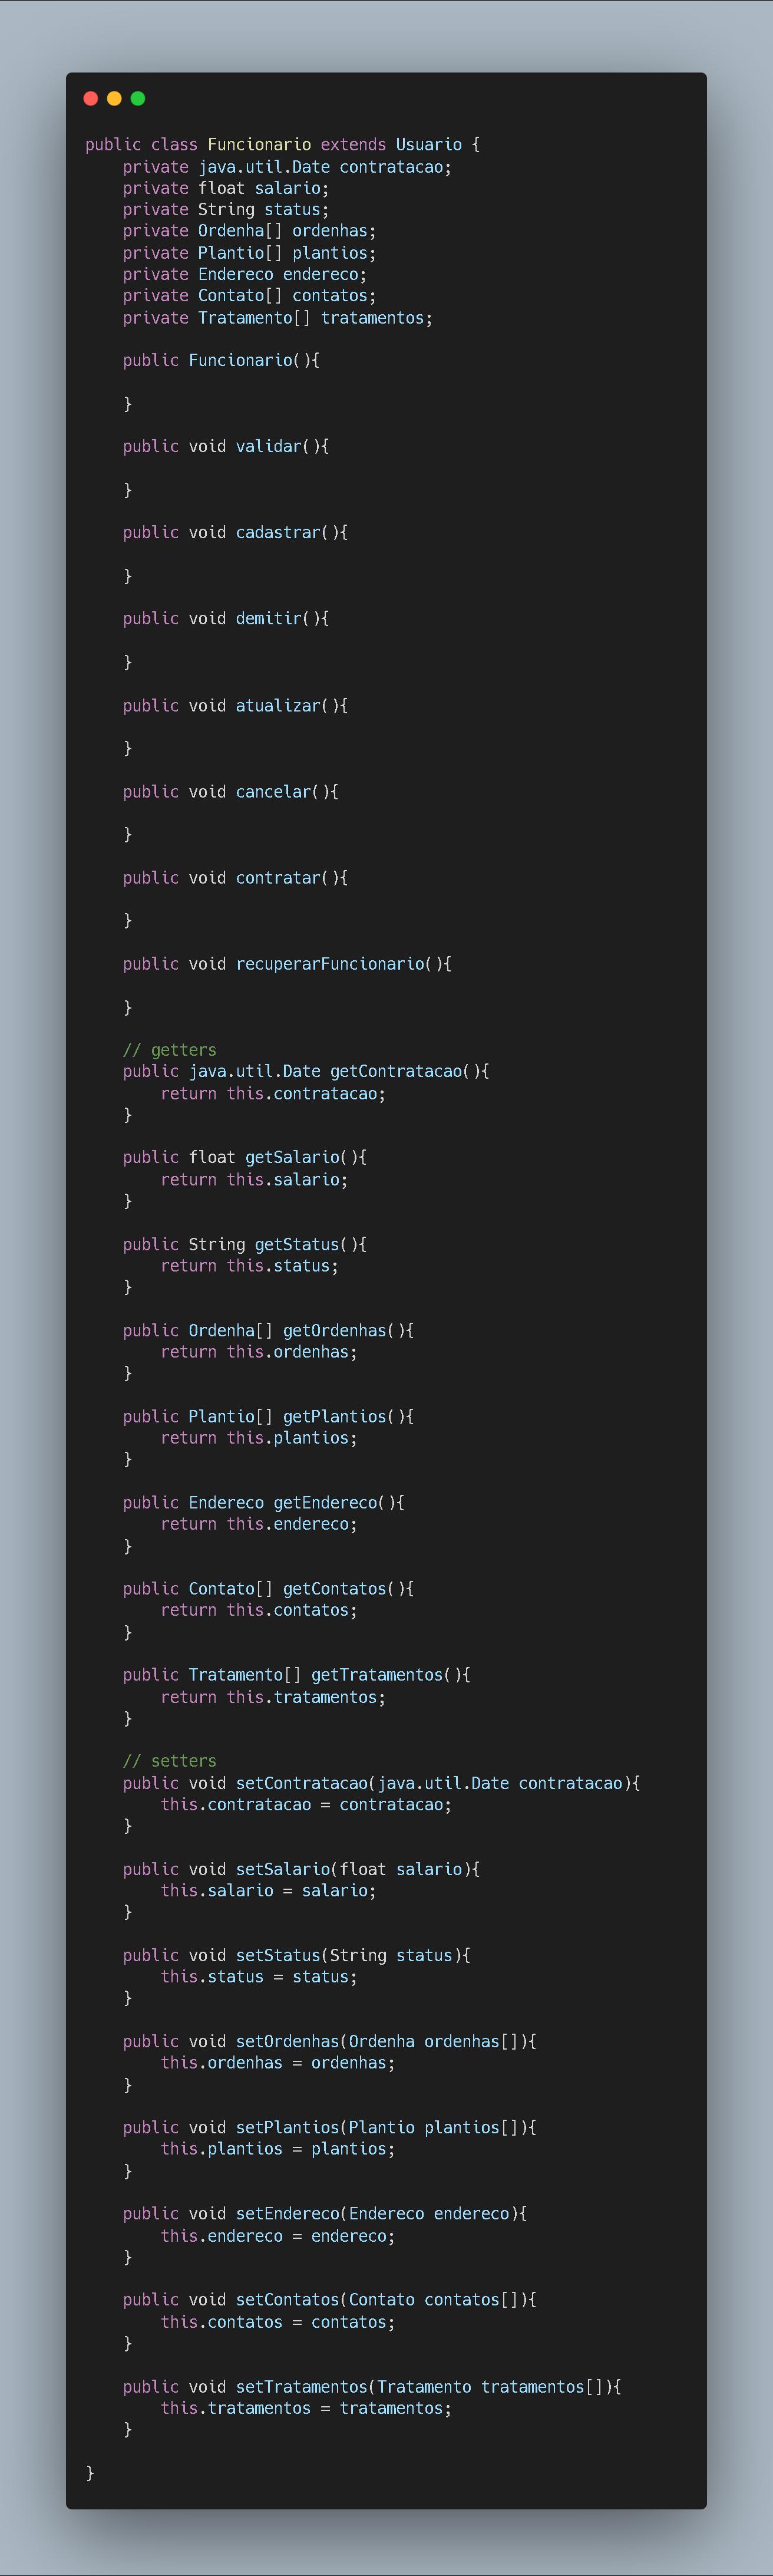 public class Funcionario extends Usuario {
    private java.util.Date contratacao;
    private float salario;
    private String status;
    private Ordenha[] ordenhas;
    private Plantio[] plantios;
    private Endereco endereco;
    private Contato[] contatos;
    private Tratamento[] tratamentos;

    public Funcionario(){

    }

    public void validar(){

    }

    public void cadastrar(){

    }

    public void demitir(){

    }

    public void atualizar(){

    }

    public void cancelar(){

    }

    public void contratar(){

    }

    public void recuperarFuncionario(){

    }

    // getters
    public java.util.Date getContratacao(){
        return this.contratacao;
    }

    public float getSalario(){
        return this.salario;
    }

    public String getStatus(){
        return this.status;
    }

    public Ordenha[] getOrdenhas(){
        return this.ordenhas;
    }

    public Plantio[] getPlantios(){
        return this.plantios;
    }

    public Endereco getEndereco(){
        return this.endereco;
    }

    public Contato[] getContatos(){
        return this.contatos;
    }

    public Tratamento[] getTratamentos(){
        return this.tratamentos;
    }

    // setters
    public void setContratacao(java.util.Date contratacao){
        this.contratacao = contratacao;
    }

    public void setSalario(float salario){
        this.salario = salario;
    }

    public void setStatus(String status){
        this.status = status;
    }

    public void setOrdenhas(Ordenha ordenhas[]){
        this.ordenhas = ordenhas;
    }

    public void setPlantios(Plantio plantios[]){
        this.plantios = plantios;
    }

    public void setEndereco(Endereco endereco){
        this.endereco = endereco;
    }

    public void setContatos(Contato contatos[]){
        this.contatos = contatos;
    }

    public void setTratamentos(Tratamento tratamentos[]){
        this.tratamentos = tratamentos;
    }

}